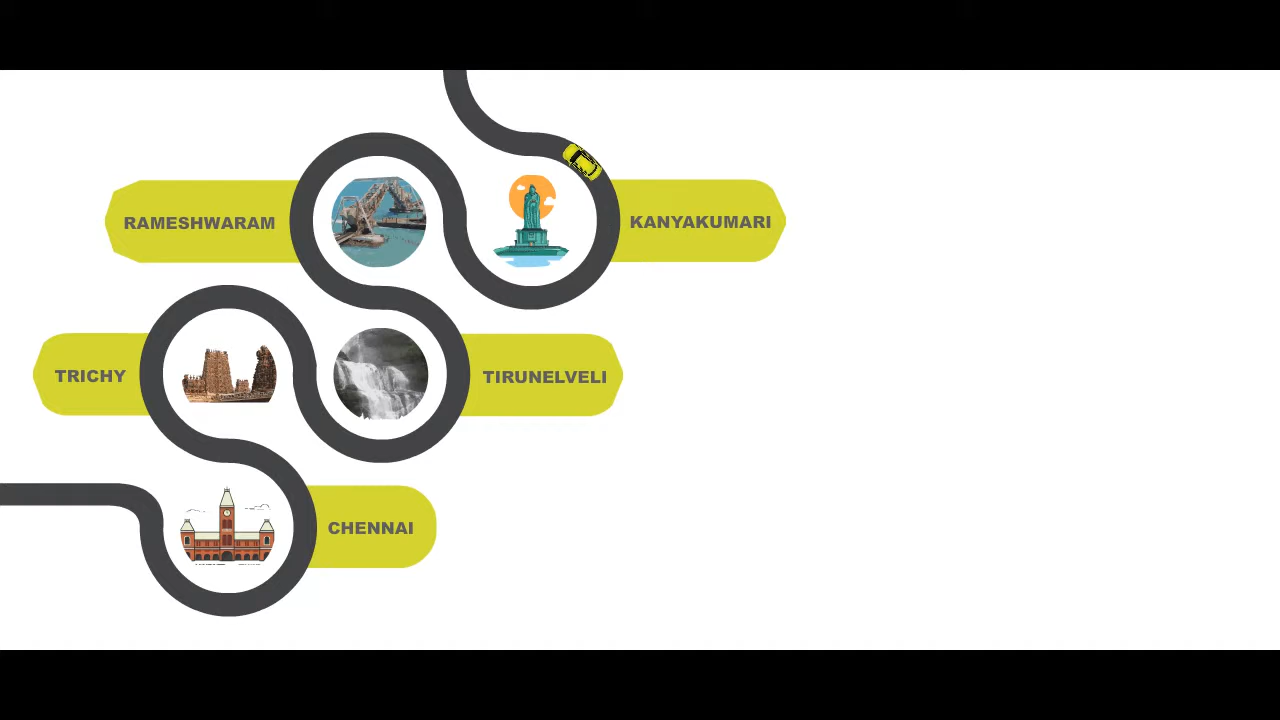 RAMESHWARAM
KANYAKUMARI
TRICHY
TIRUNELVELI
CHENNAI